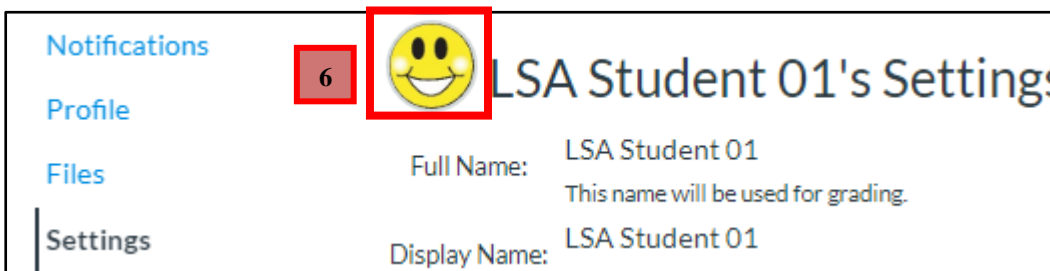 Notifications
Profile
Files
Settings
6
LSA Student 01's Settings
Full Name: LSA Student 01
This name will be used for grading.
Display Name: LSA Student 01